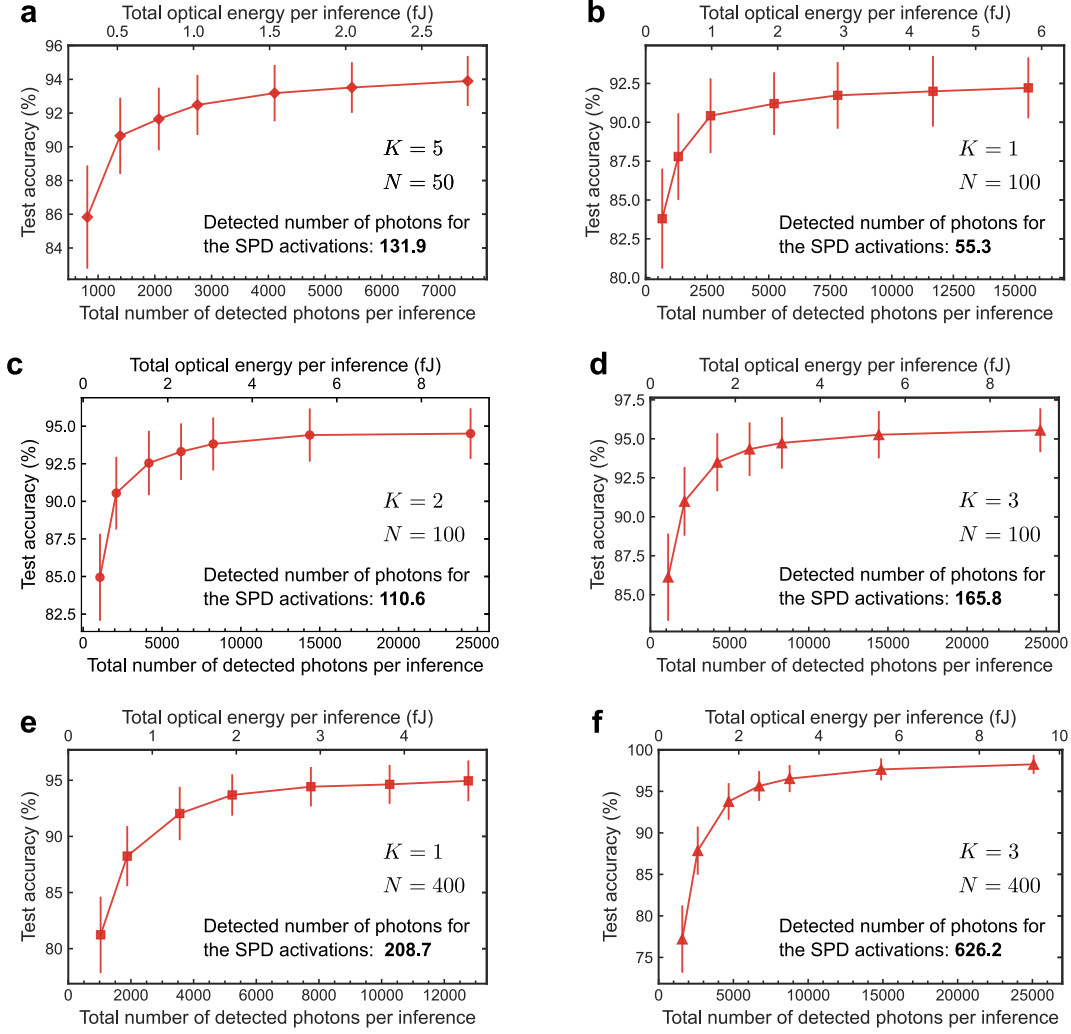 a
Total optical energy per inference (fJ)
0.5 1.0 1.5 2.0 2.5
96
94
92
90
88
86
84
Test accuracy (%)
K = 5
N = 50
Detected number of photons for
the SPD activations: 131.9
1000 2000 3000 4000 5000 6000 7000
Total number of detected photons per inference
b
Total optical energy per inference (fJ)
0 1 2 3 4 5 6
92.5
90.0
87.5
85.0
82.5
80.0
Test accuracy (%)
K = 1
N = 100
Detected number of photons for
the SPD activations: 55.3
0 2500 5000 7500 10000 12500 15000
Total number of detected photons per inference
c
Total optical energy per inference (fJ)
0 2 4 6 8
95.0
92.5
90.0
87.5
85.0
82.5
Test accuracy (%)
K = 2
N = 100
Detected number of photons for
the SPD activations: 110.6
0 5000 10000 15000 20000 25000
Total number of detected photons per inference
d
Total optical energy per inference (fJ)
0 2 4 6 8
97.5
95.0
92.5
90.0
87.5
85.0
Test accuracy (%)
K = 3
N = 100
Detected number of photons for
the SPD activations: 165.8
0 5000 10000 15000 20000 25000
Total number of detected photons per inference
e
Total optical energy per inference (fJ)
0 1 2 3 4
95
90
85
80
Test accuracy (%)
K = 1
N = 400
Detected number of photons for
the SPD activations: 208.7
0 2000 4000 6000 8000 10000 12000
Total number of detected photons per inference
f
Total optical energy per inference (fJ)
0 2 4 6 8 10
100
95
90
85
80
75
Test accuracy (%)
K = 3
N = 400
Detected number of photons for
the SPD activations: 626.2
0 5000 10000 15000 20000 25000
Total number of detected photons per inference